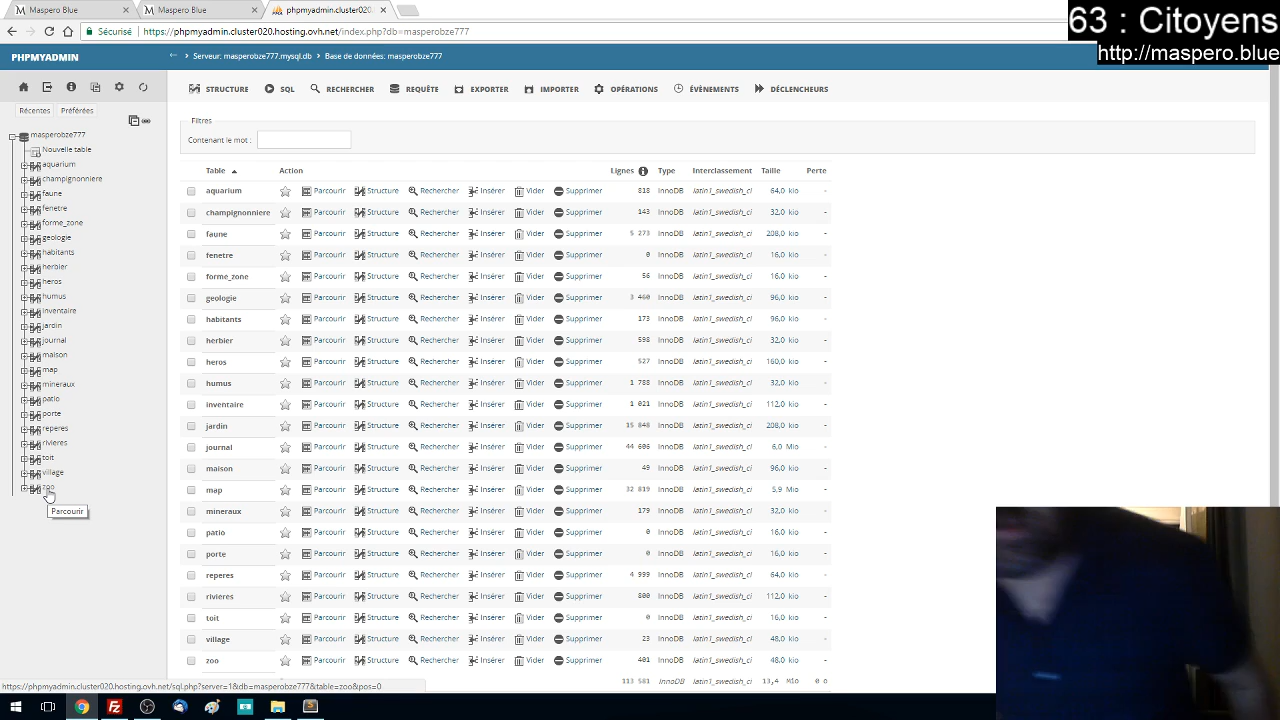 Maspero Blue
Maspero Blue
phpmyadmin.cluster020.h
63 : Citoyens
http://maspero.blue
Sécurisé
https://phpmyadmin.cluster020.hosting.ovh.net/index.php?db=masperobze777
PHPMYADMIN
Serveur: masperobze777.mysql.db
Base de données: masperobze777
STRUCTURE
SQL
RECHERCHER
REQUÊTE
EXPORTER
IMPORTER
OPÉRATIONS
ÉVÈNEMENTS
DÉCLENCHEURS
Récentes
Préférées
masperobze777
Nouvelle table
aquarium
champignonniere
faune
fenetre
forme_zone
geologie
habitants
herbier
heros
humus
inventaire
jardin
journal
maison
map
mineraux
patio
porte
reperes
rivieres
toit
village
zoo
Parcourir
Filtres
Contenant le mot :
Table Action Lignes Type Interclassement Taille Perte
aquarium Parcourir Structure Rechercher Insérer Vider Supprimer 818 InnoDB latin1_swedish_ci 64,0 kio -
champignonniere Parcourir Structure Rechercher Insérer Vider Supprimer 143 InnoDB latin1_swedish_ci 32,0 kio -
faune Parcourir Structure Rechercher Insérer Vider Supprimer 5 273 InnoDB latin1_swedish_ci 208,0 kio -
fenetre Parcourir Structure Rechercher Insérer Vider Supprimer 0 InnoDB latin1_swedish_ci 16,0 kio -
forme_zone Parcourir Structure Rechercher Insérer Vider Supprimer 56 InnoDB latin1_swedish_ci 16,0 kio -
geologie Parcourir Structure Rechercher Insérer Vider Supprimer 3 460 InnoDB latin1_swedish_ci 96,0 kio -
habitants Parcourir Structure Rechercher Insérer Vider Supprimer 173 InnoDB latin1_swedish_ci 96,0 kio -
herbier Parcourir Structure Rechercher Insérer Vider Supprimer 598 InnoDB latin1_swedish_ci 32,0 kio -
heros Parcourir Structure Rechercher Insérer Vider Supprimer 527 InnoDB latin1_swedish_ci 160,0 kio -
humus Parcourir Structure Rechercher Insérer Vider Supprimer 1 788 InnoDB latin1_swedish_ci 32,0 kio -
inventaire Parcourir Structure Rechercher Insérer Vider Supprimer 1 021 InnoDB latin1_swedish_ci 112,0 kio -
jardin Parcourir Structure Rechercher Insérer Vider Supprimer 15 848 InnoDB latin1_swedish_ci 208,0 kio -
journal Parcourir Structure Rechercher Insérer Vider Supprimer 44 606 InnoDB latin1_swedish_ci 6,0 Mio -
maison Parcourir Structure Rechercher Insérer Vider Supprimer 49 InnoDB latin1_swedish_ci 96,0 kio -
map Parcourir Structure Rechercher Insérer Vider Supprimer 32 819 InnoDB latin1_swedish_ci 5,9 Mio -
mineraux Parcourir Structure Rechercher Insérer Vider Supprimer 179 InnoDB latin1_swedish_ci 32,0 kio -
patio Parcourir Structure Rechercher Insérer Vider Supprimer 0 InnoDB latin1_swedish_ci 16,0 kio -
porte Parcourir Structure Rechercher Insérer Vider Supprimer 0 InnoDB latin1_swedish_ci 16,0 kio -
reperes Parcourir Structure Rechercher Insérer Vider Supprimer 4 999 InnoDB latin1_swedish_ci 64,0 kio -
rivieres Parcourir Structure Rechercher Insérer Vider Supprimer 800 InnoDB latin1_swedish_ci 112,0 kio -
toit Parcourir Structure Rechercher Insérer Vider Supprimer 0 InnoDB latin1_swedish_ci 16,0 kio -
village Parcourir Structure Rechercher Insérer Vider Supprimer 23 InnoDB latin1_swedish_ci 48,0 kio -
zoo Parcourir Structure Rechercher Insérer Vider Supprimer 401 InnoDB latin1_swedish_ci 48,0 kio -
113 581 InnoDB latin1_swedish_ci 13,4 Mio 0 o
https://phpmyadmin.cluster020.hosting.ovh.net/sql.php?server=1&db=masperobze777&table=zoo&pos=0